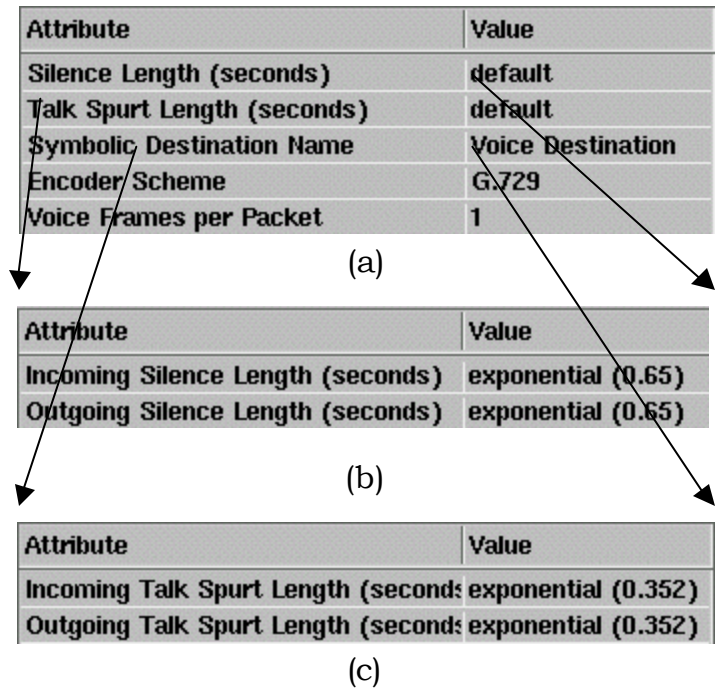 Attribute Value
Silence Length (seconds) default
Talk Spurt Length (seconds) default
Symbolic Destination Name Voice Destination
Encoder Scheme G.729
Voice Frames per Packet 1
(a)
Attribute Value
Incoming Silence Length (seconds) exponential (0.65)
Outgoing Silence Length (seconds) exponential (0.65)
(b)
Attribute Value
Incoming Talk Spurt Length (seconds exponential (0.352)
Outgoing Talk Spurt Length (seconds exponential (0.352)
(c)